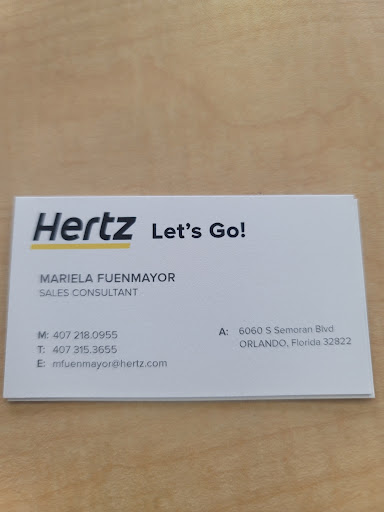 Hertz Let's Go!
MARIELA FUENMAYOR
SALES CONSULTANT
M: 407 218.0955
T: 407 315.3655
E: mfuenmayor@hertz.com
A: 6060 S Semoran Blvd
ORLANDO, Florida 32822